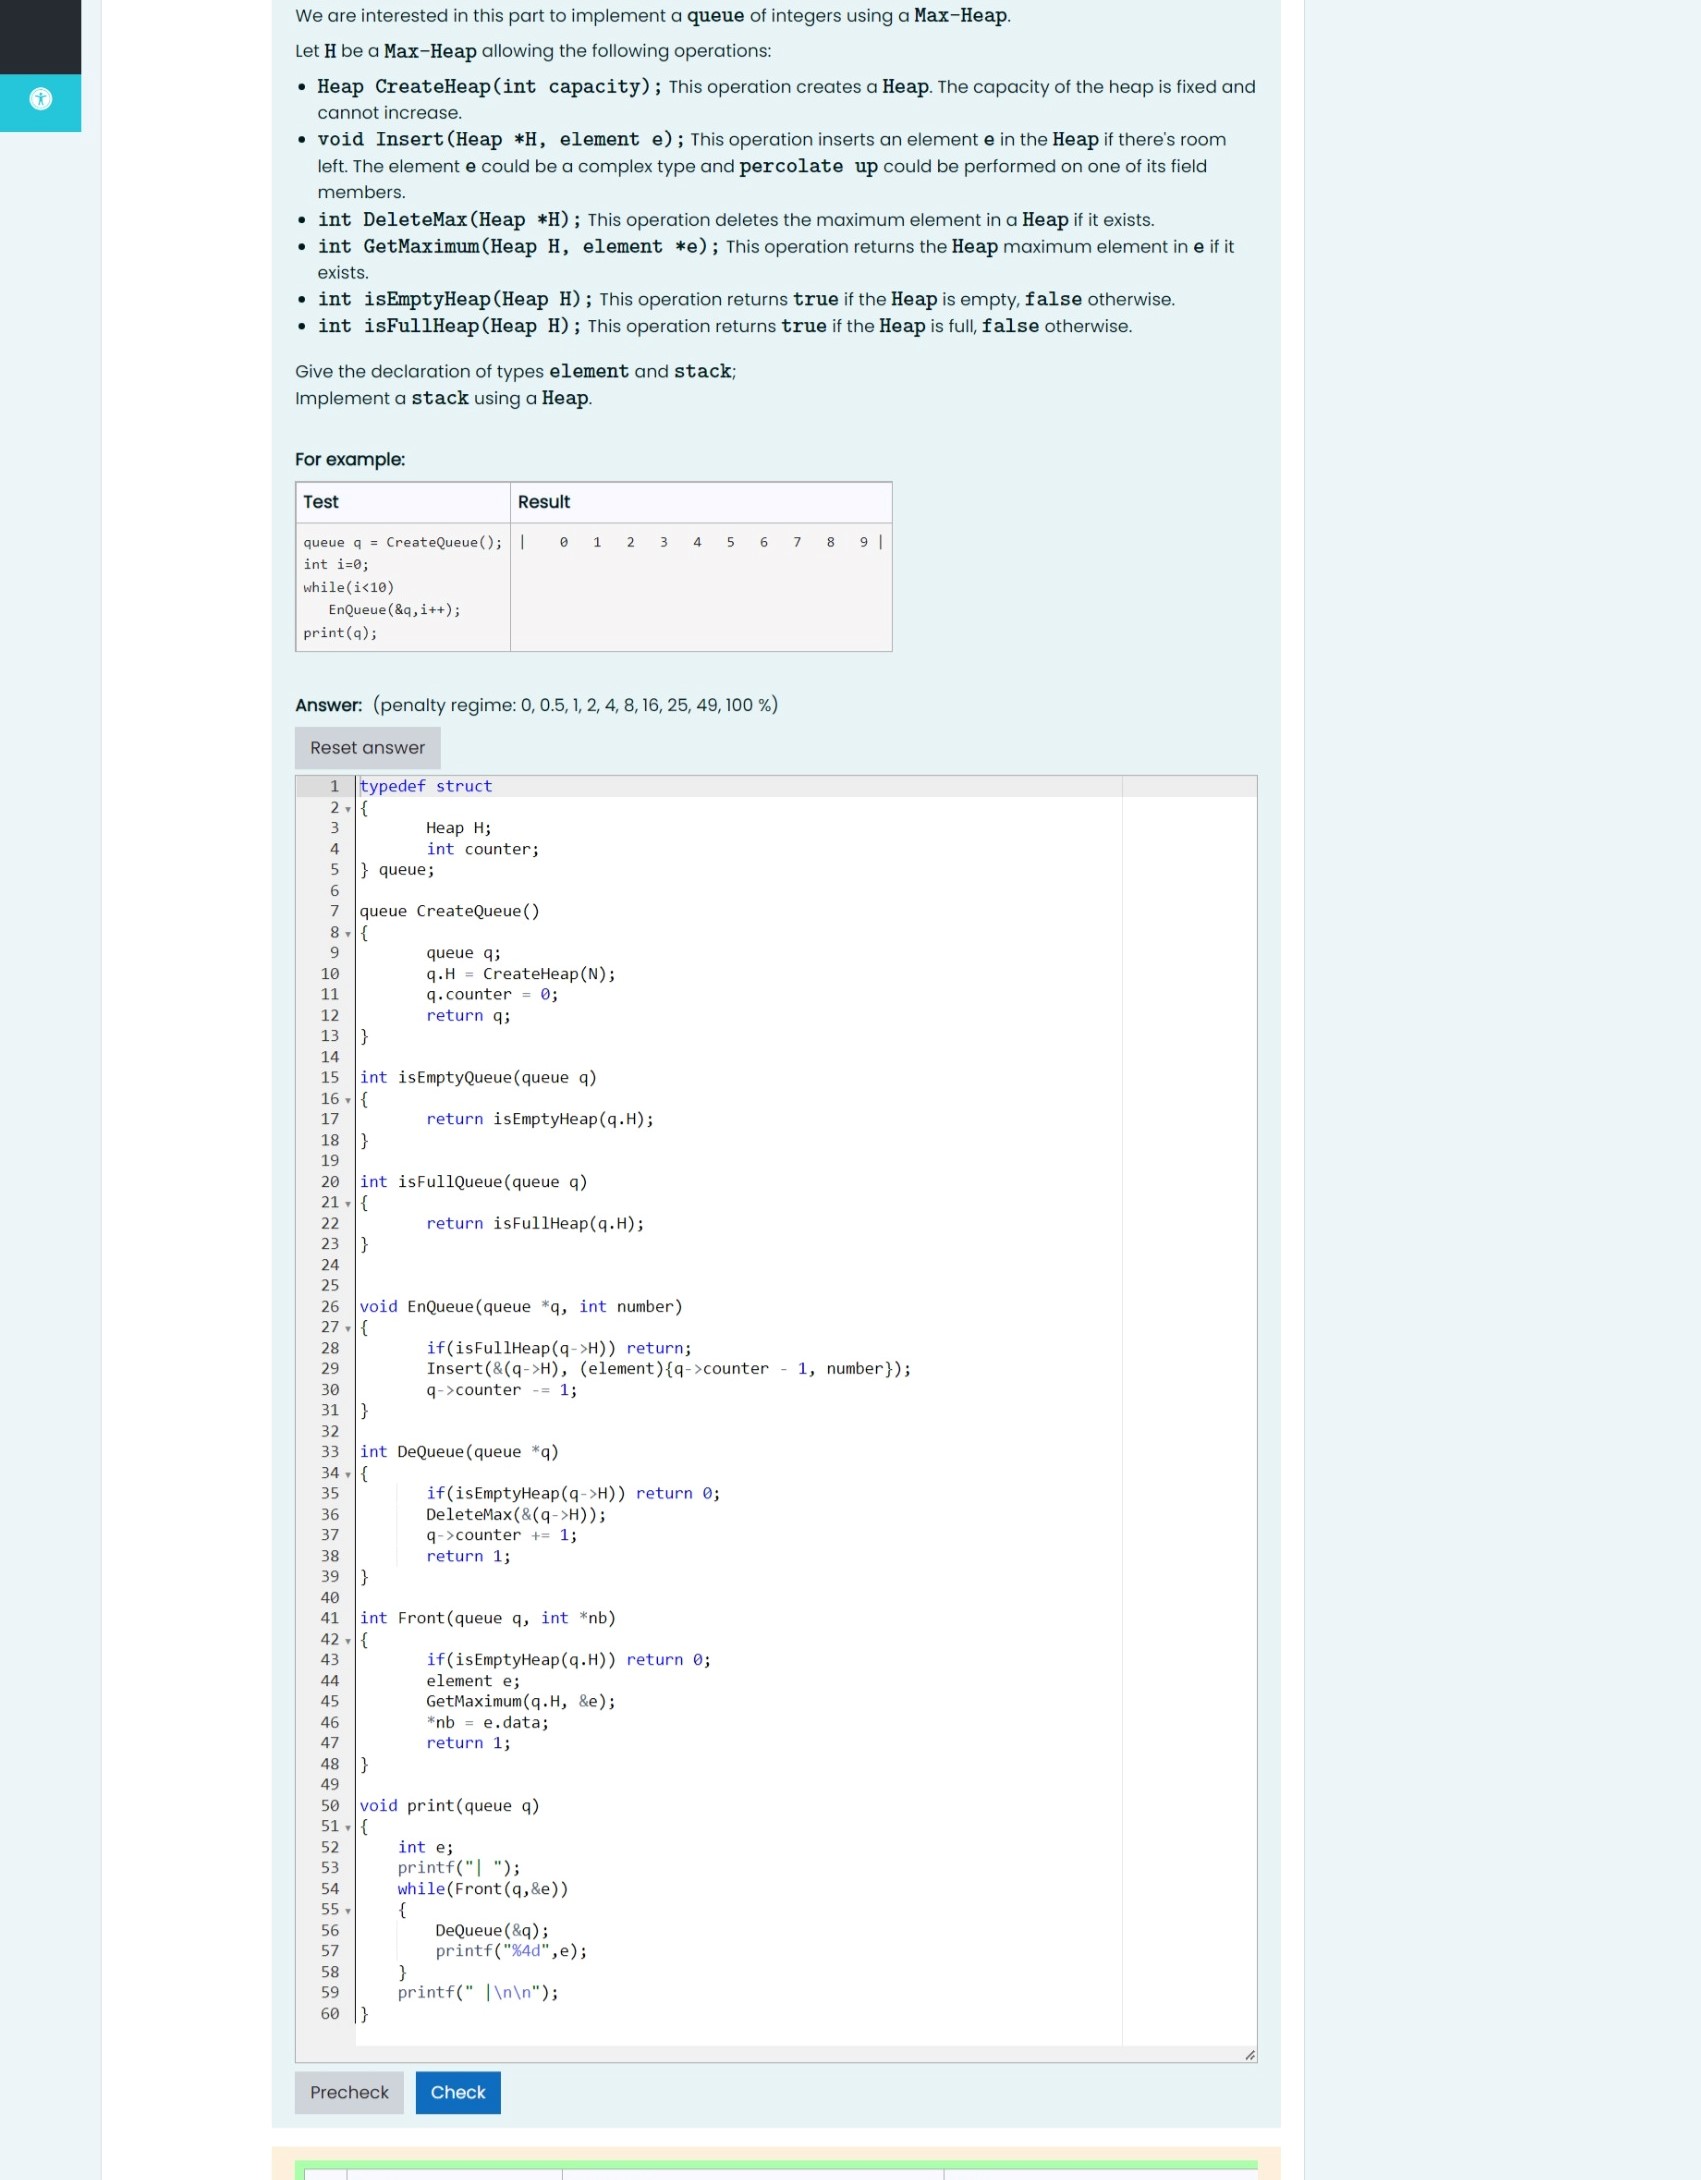 We are interested in this part to implement a queue of integers using a Max-Heap.
Let H be a Max-Heap allowing the following operations:
• Heap CreateHeap(int capacity); This operation creates a Heap. The capacity of the heap is fixed and
cannot increase.
• void Insert(Heap *H, element e); This operation inserts an element e in the Heap if there's room
left. The element e could be a complex type and percolate up could be performed on one of its field
members.
• int DeleteMax(Heap *H); This operation deletes the maximum element in a Heap if it exists.
• int GetMaximum(Heap H, element *e); This operation returns the Heap maximum element in e if it
exists.
• int isEmptyHeap(Heap H); This operation returns true if the Heap is empty, false otherwise.
• int isFullHeap(Heap H); This operation returns true if the Heap is full, false otherwise.
Give the declaration of types element and stack;
Implement a stack using a Heap.
For example:
Test Result
queue q = CreateQueue(); |    0   1   2   3   4   5   6   7   8   9 |
int i=0;
while(i<10)
   EnQueue(&q,i++);
print(q);
Answer: (penalty regime: 0, 0.5, 1, 2, 4, 8, 16, 25, 49, 100 %)
Reset answer
1 typedef struct
2 {
3        Heap H;
4        int counter;
5 } queue;
6
7 queue CreateQueue()
8 {
9        queue q;
10        q.H = CreateHeap(N);
11        q.counter = 0;
12        return q;
13 }
14
15 int isEmptyQueue(queue q)
16 {
17        return isEmptyHeap(q.H);
18 }
19
20 int isFullQueue(queue q)
21 {
22        return isFullHeap(q.H);
23 }
24
25
26 void EnQueue(queue *q, int number)
27 {
28        if(isFullHeap(q->H)) return;
29        Insert(&(q->H), (element){q->counter - 1, number});
30        q->counter -= 1;
31 }
32
33 int DeQueue(queue *q)
34 {
35        if(isEmptyHeap(q->H)) return 0;
36        DeleteMax(&(q->H));
37        q->counter += 1;
38        return 1;
39 }
40
41 int Front(queue q, int *nb)
42 {
43        if(isEmptyHeap(q.H)) return 0;
44        element e;
45        GetMaximum(q.H, &e);
46        *nb = e.data;
47        return 1;
48 }
49
50 void print(queue q)
51 {
52     int e;
53     printf("| ");
54     while(Front(q,&e))
55     {
56         DeQueue(&q);
57         printf("%4d",e);
58     }
59     printf(" |\n\n");
60 }
Precheck Check